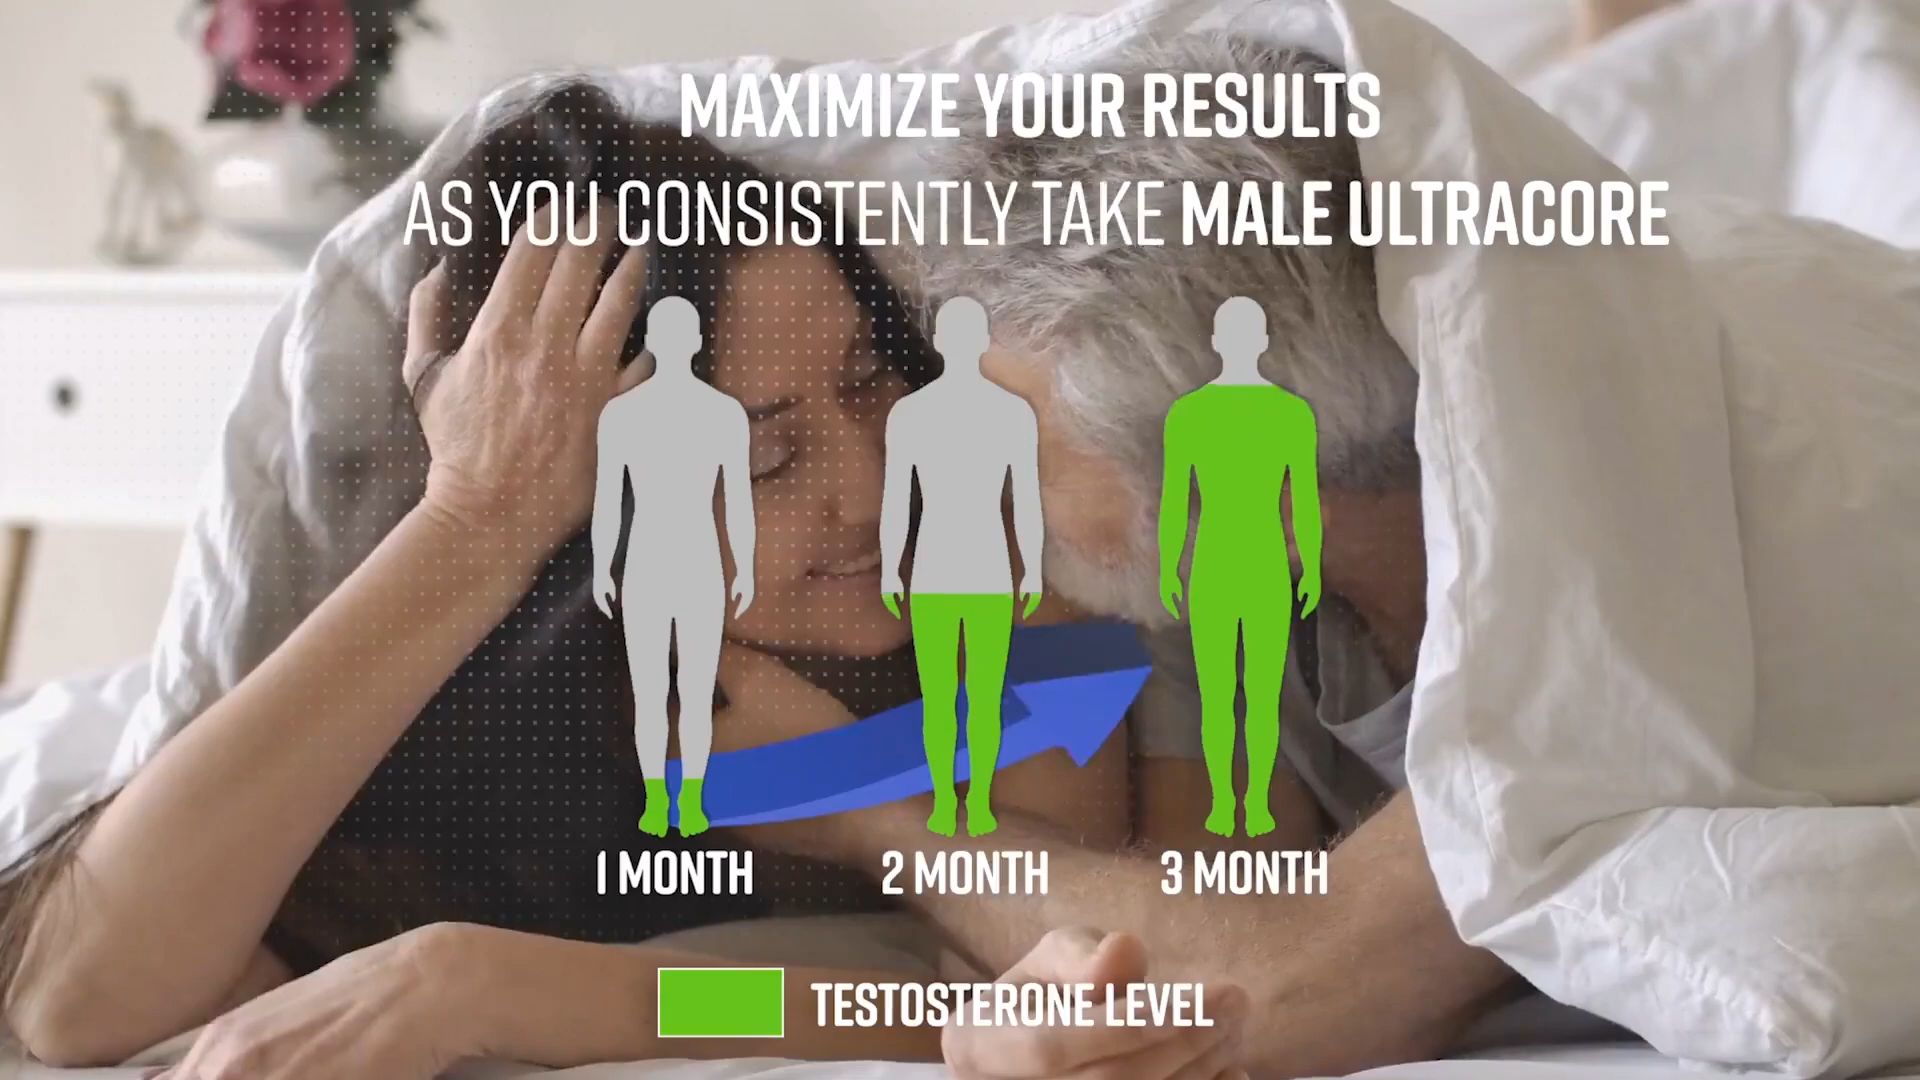 MAXIMIZE YOUR RESULTS
AS YOU CONSISTENTLY TAKE MALE ULTRACORE
1 MONTH
2 MONTH
3 MONTH
TESTOSTERONE LEVEL